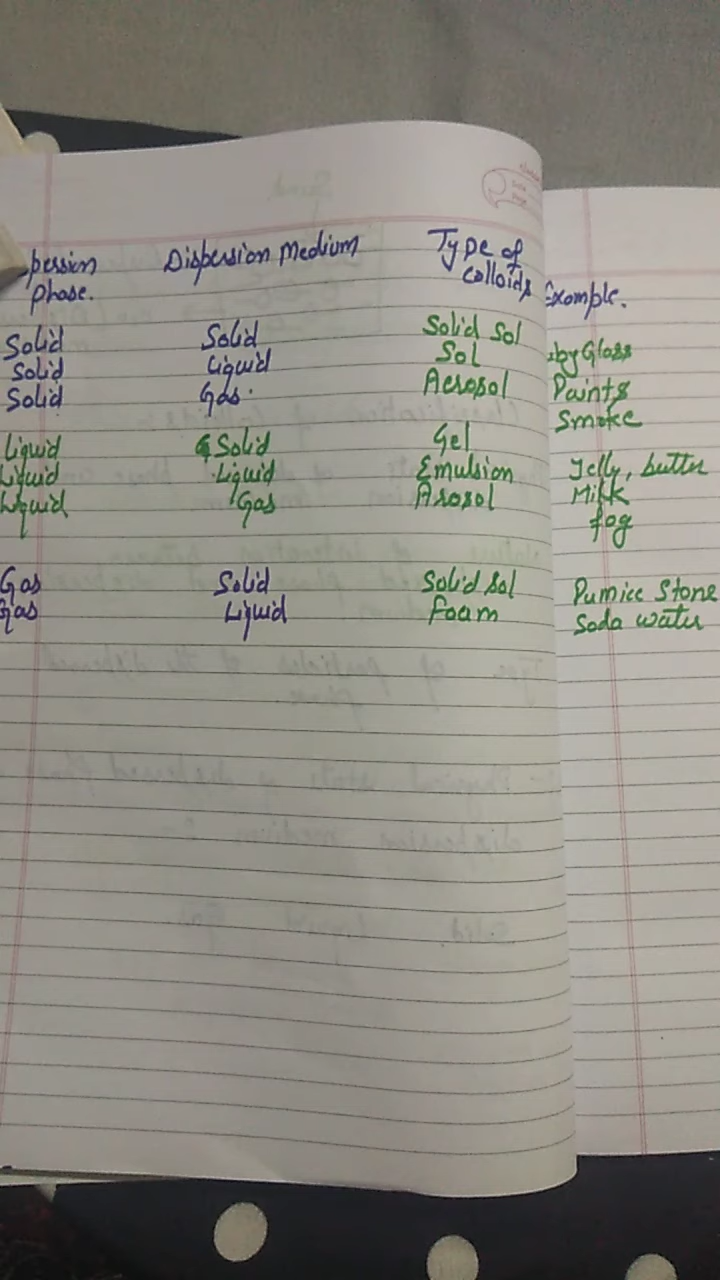 persion Dispersion Medium Type of
Phase. colloids Example.
Solid Solid Solid Sol
Solid Liquid Sol by Glass
Solid Gas. Aerosol Paints
Smoke
Liquid Solid Gel
Liquid Liquid Emulsion Jelly, butter
Liquid Gas Arosol Milk
fog
Gas Solid Solid Sol Pumice Stone
Gas Liquid Foam Soda water